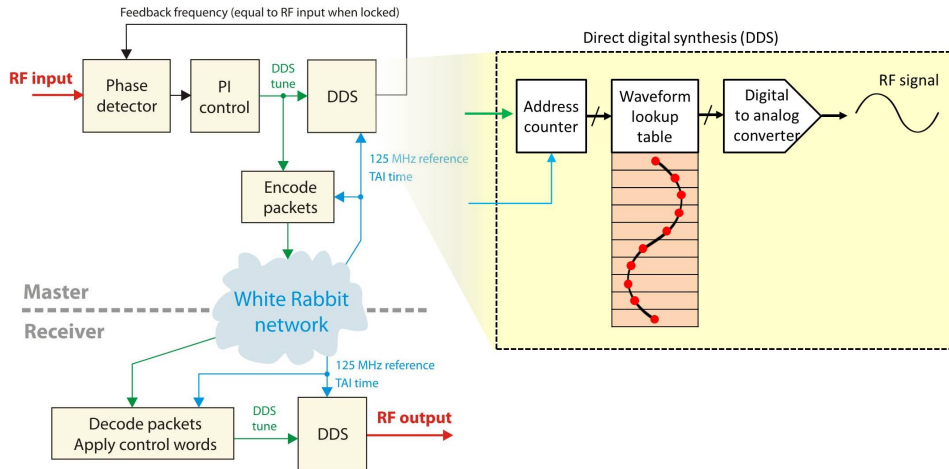 Feedback frequency (equal to RF input when locked)
Direct digital synthesis (DDS)
RF input
Phase
detector
PI
control
DDS
tune
DDS
Address
counter
Waveform
lookup
table
Digital
to analog
converter
RF signal
125 MHz reference
TAI time
Encode
packets
White Rabbit
network
Master
Receiver
125 MHz reference
TAI time
Decode packets
Apply control words
DDS
tune
DDS
RF output